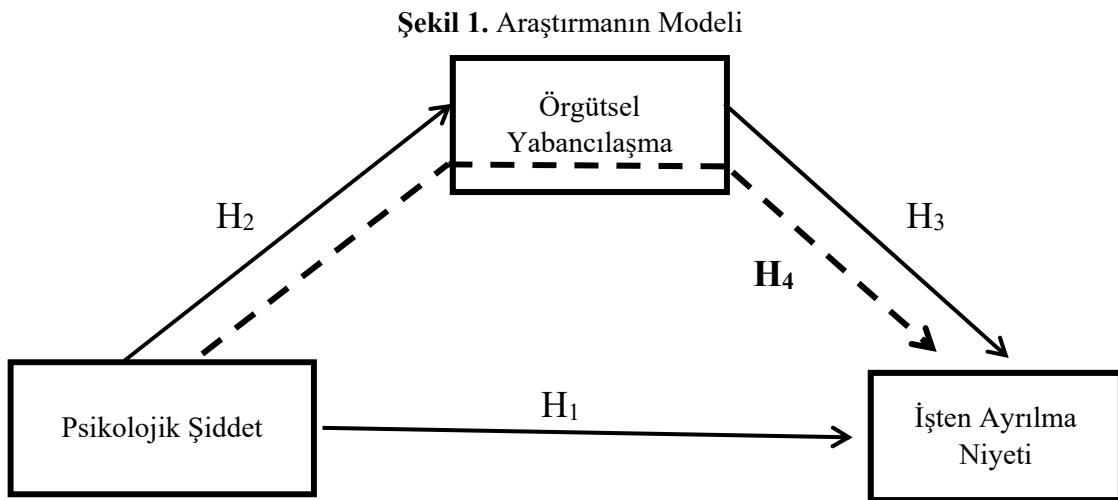 Şekil 1. Araştırmanın Modeli
Örgütsel
Yabancılaşma
H₂
H₃
H₄
Psikolojik Şiddet
H₁
İşten Ayrılma
Niyeti